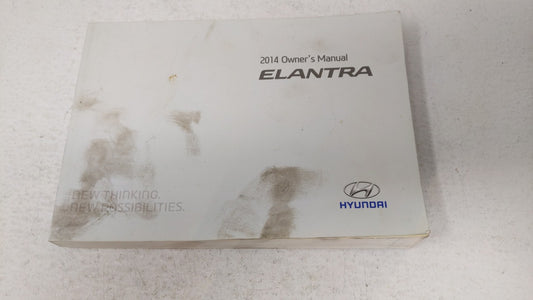 2014 Owner's Manual
ELANTRA
NEW THINKING.
NEW POSSIBILITIES.
HYUNDAI